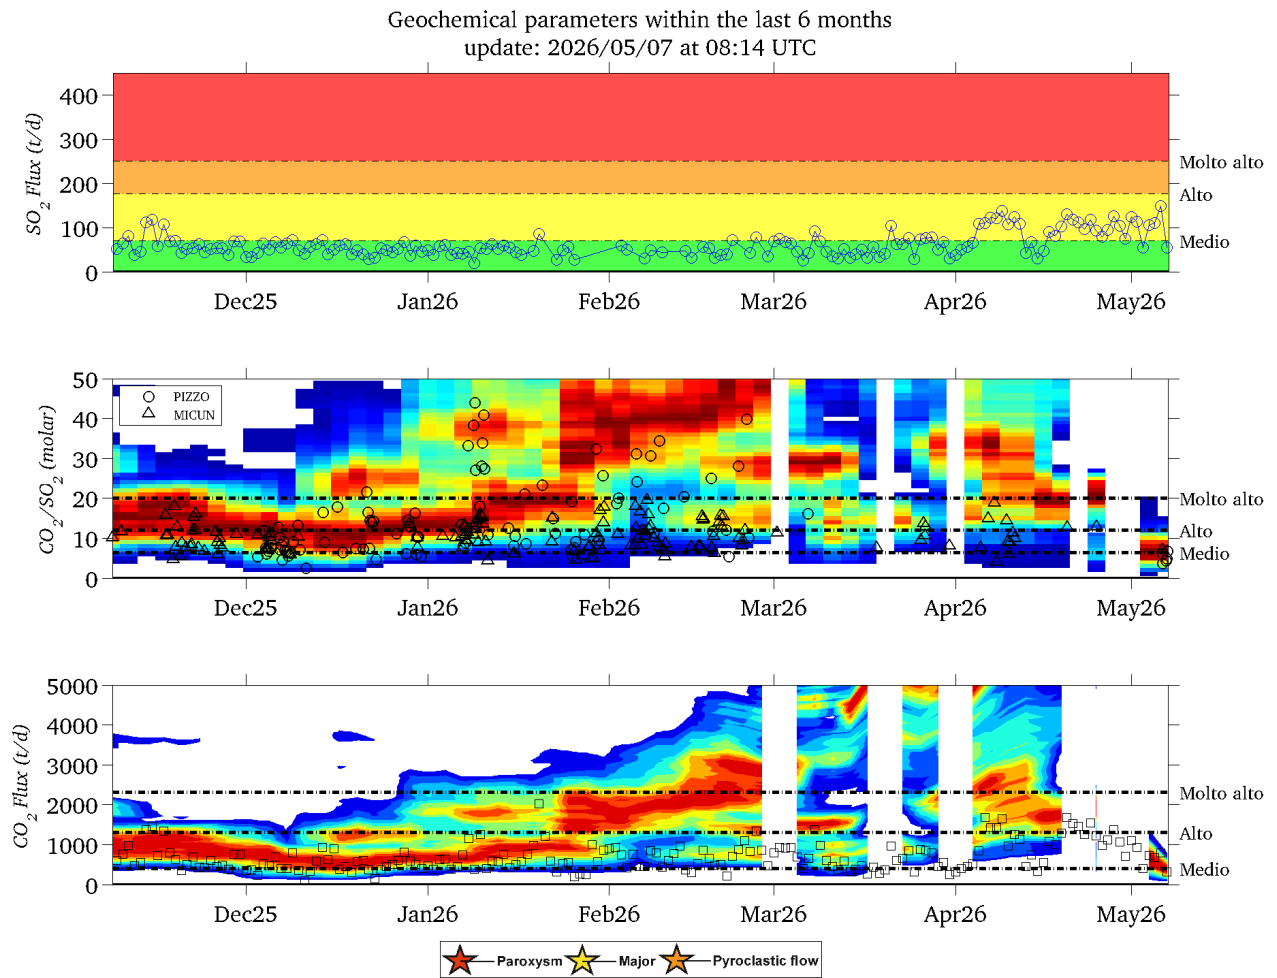 Geochemical parameters within the last 6 months
update: 2026/05/07 at 08:14 UTC
SO2 Flux (t/d)
400
300
200
100
0
Molto alto
Alto
Medio
Dec25 Jan26 Feb26 Mar26 Apr26 May26
CO2/SO2 (molar)
50
40
30
20
10
0
PIZZO
MICUN
Molto alto
Alto
Medio
Dec25 Jan26 Feb26 Mar26 Apr26 May26
CO2 Flux (t/d)
5000
4000
3000
2000
1000
0
Molto alto
Alto
Medio
Dec25 Jan26 Feb26 Mar26 Apr26 May26
Paroxysm Major Pyroclastic flow